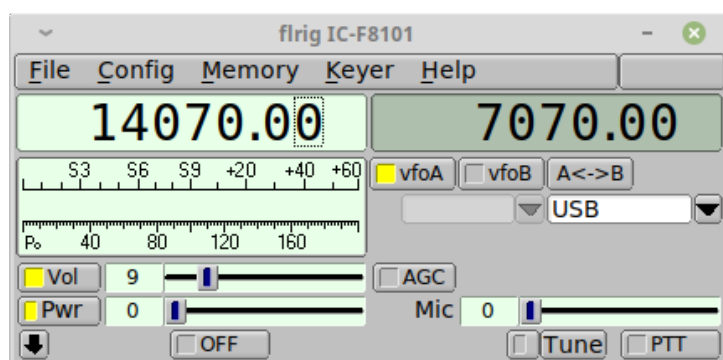 flrig IC-F8101
File Config Memory Keyer Help
14070.00 7070.00
S3 S6 S9 +20 +40 +60 vfoA vfoB A<->B
USB
Po 40 80 120 160
Vol 9 AGC
Pwr 0 Mic 0
OFF Tune PTT